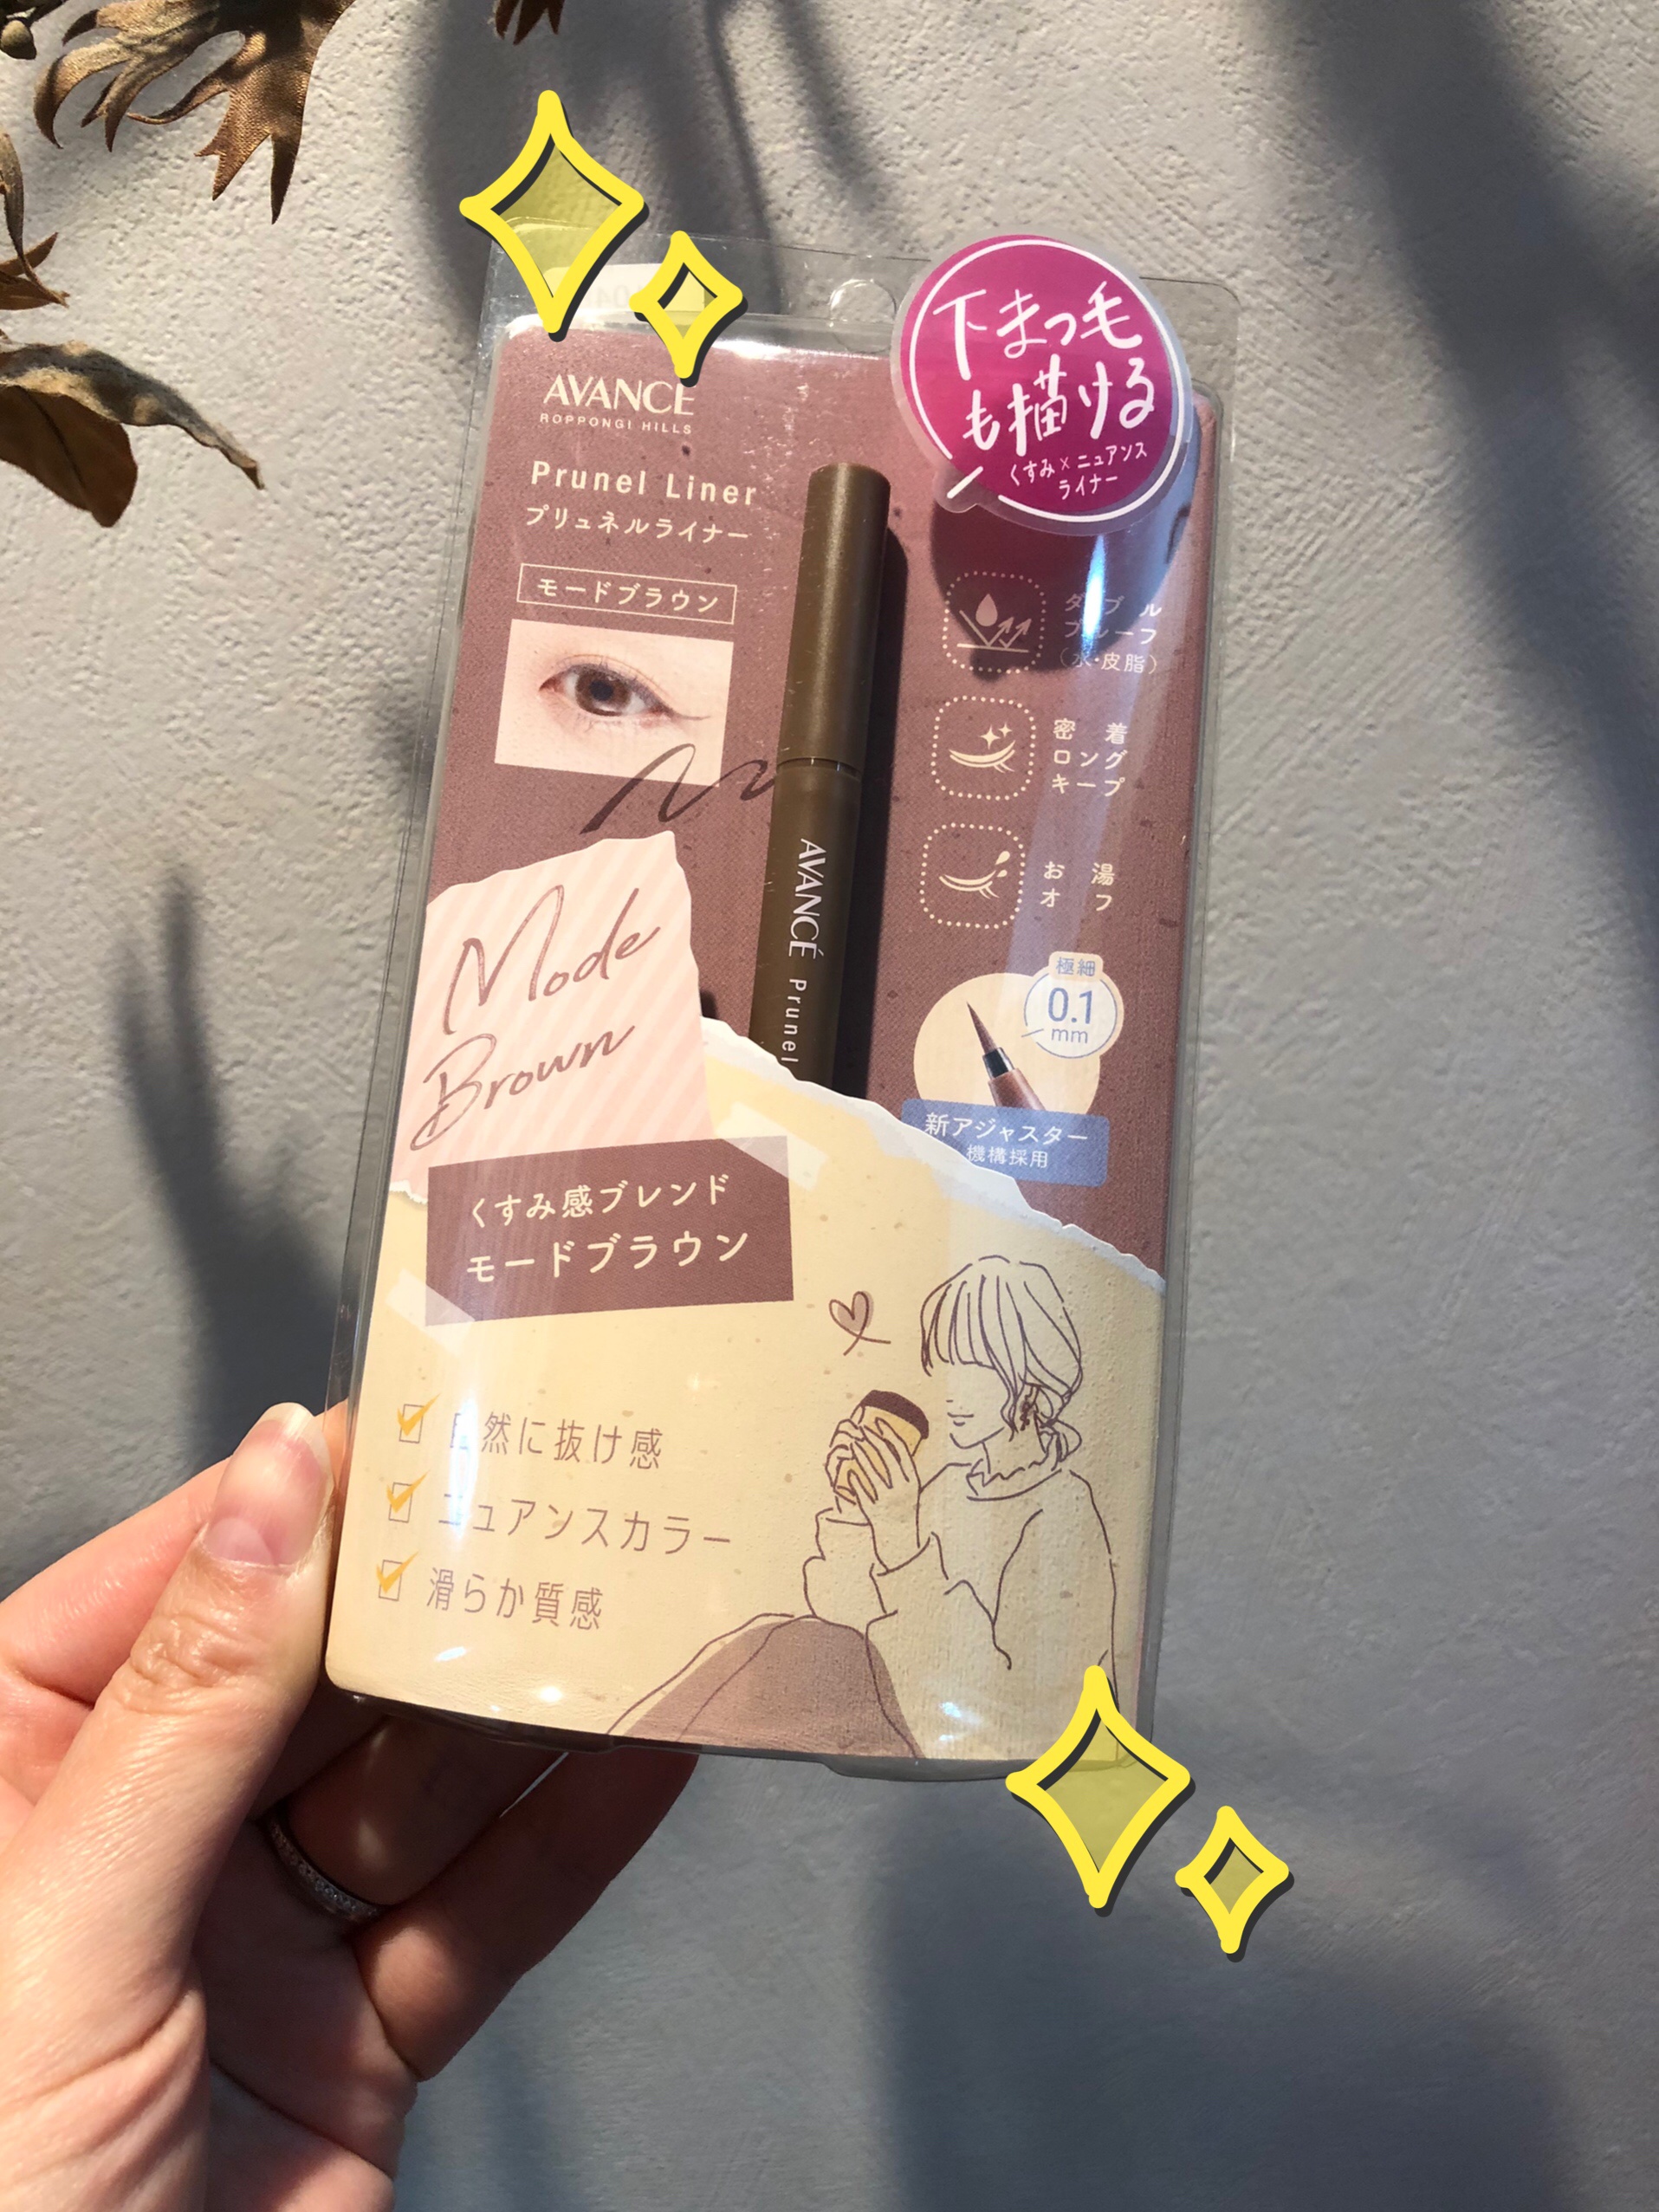 AVANCE
ROPPONGI HILLS
Prunel Liner
プリュネルライナー
モードブラウン
下まつ毛
も描ける
くすみ×ニュアンス
ライナー
ダブル
プルーフ
(水・皮脂)
密着
ロング
キープ
お湯
オフ
極細
0.1
mm
新アジャスター
機構採用
AVANCÉ Prunel
Mode
Brown
くすみ感ブレンド
モードブラウン
自然に抜け感
ニュアンスカラー
滑らか質感